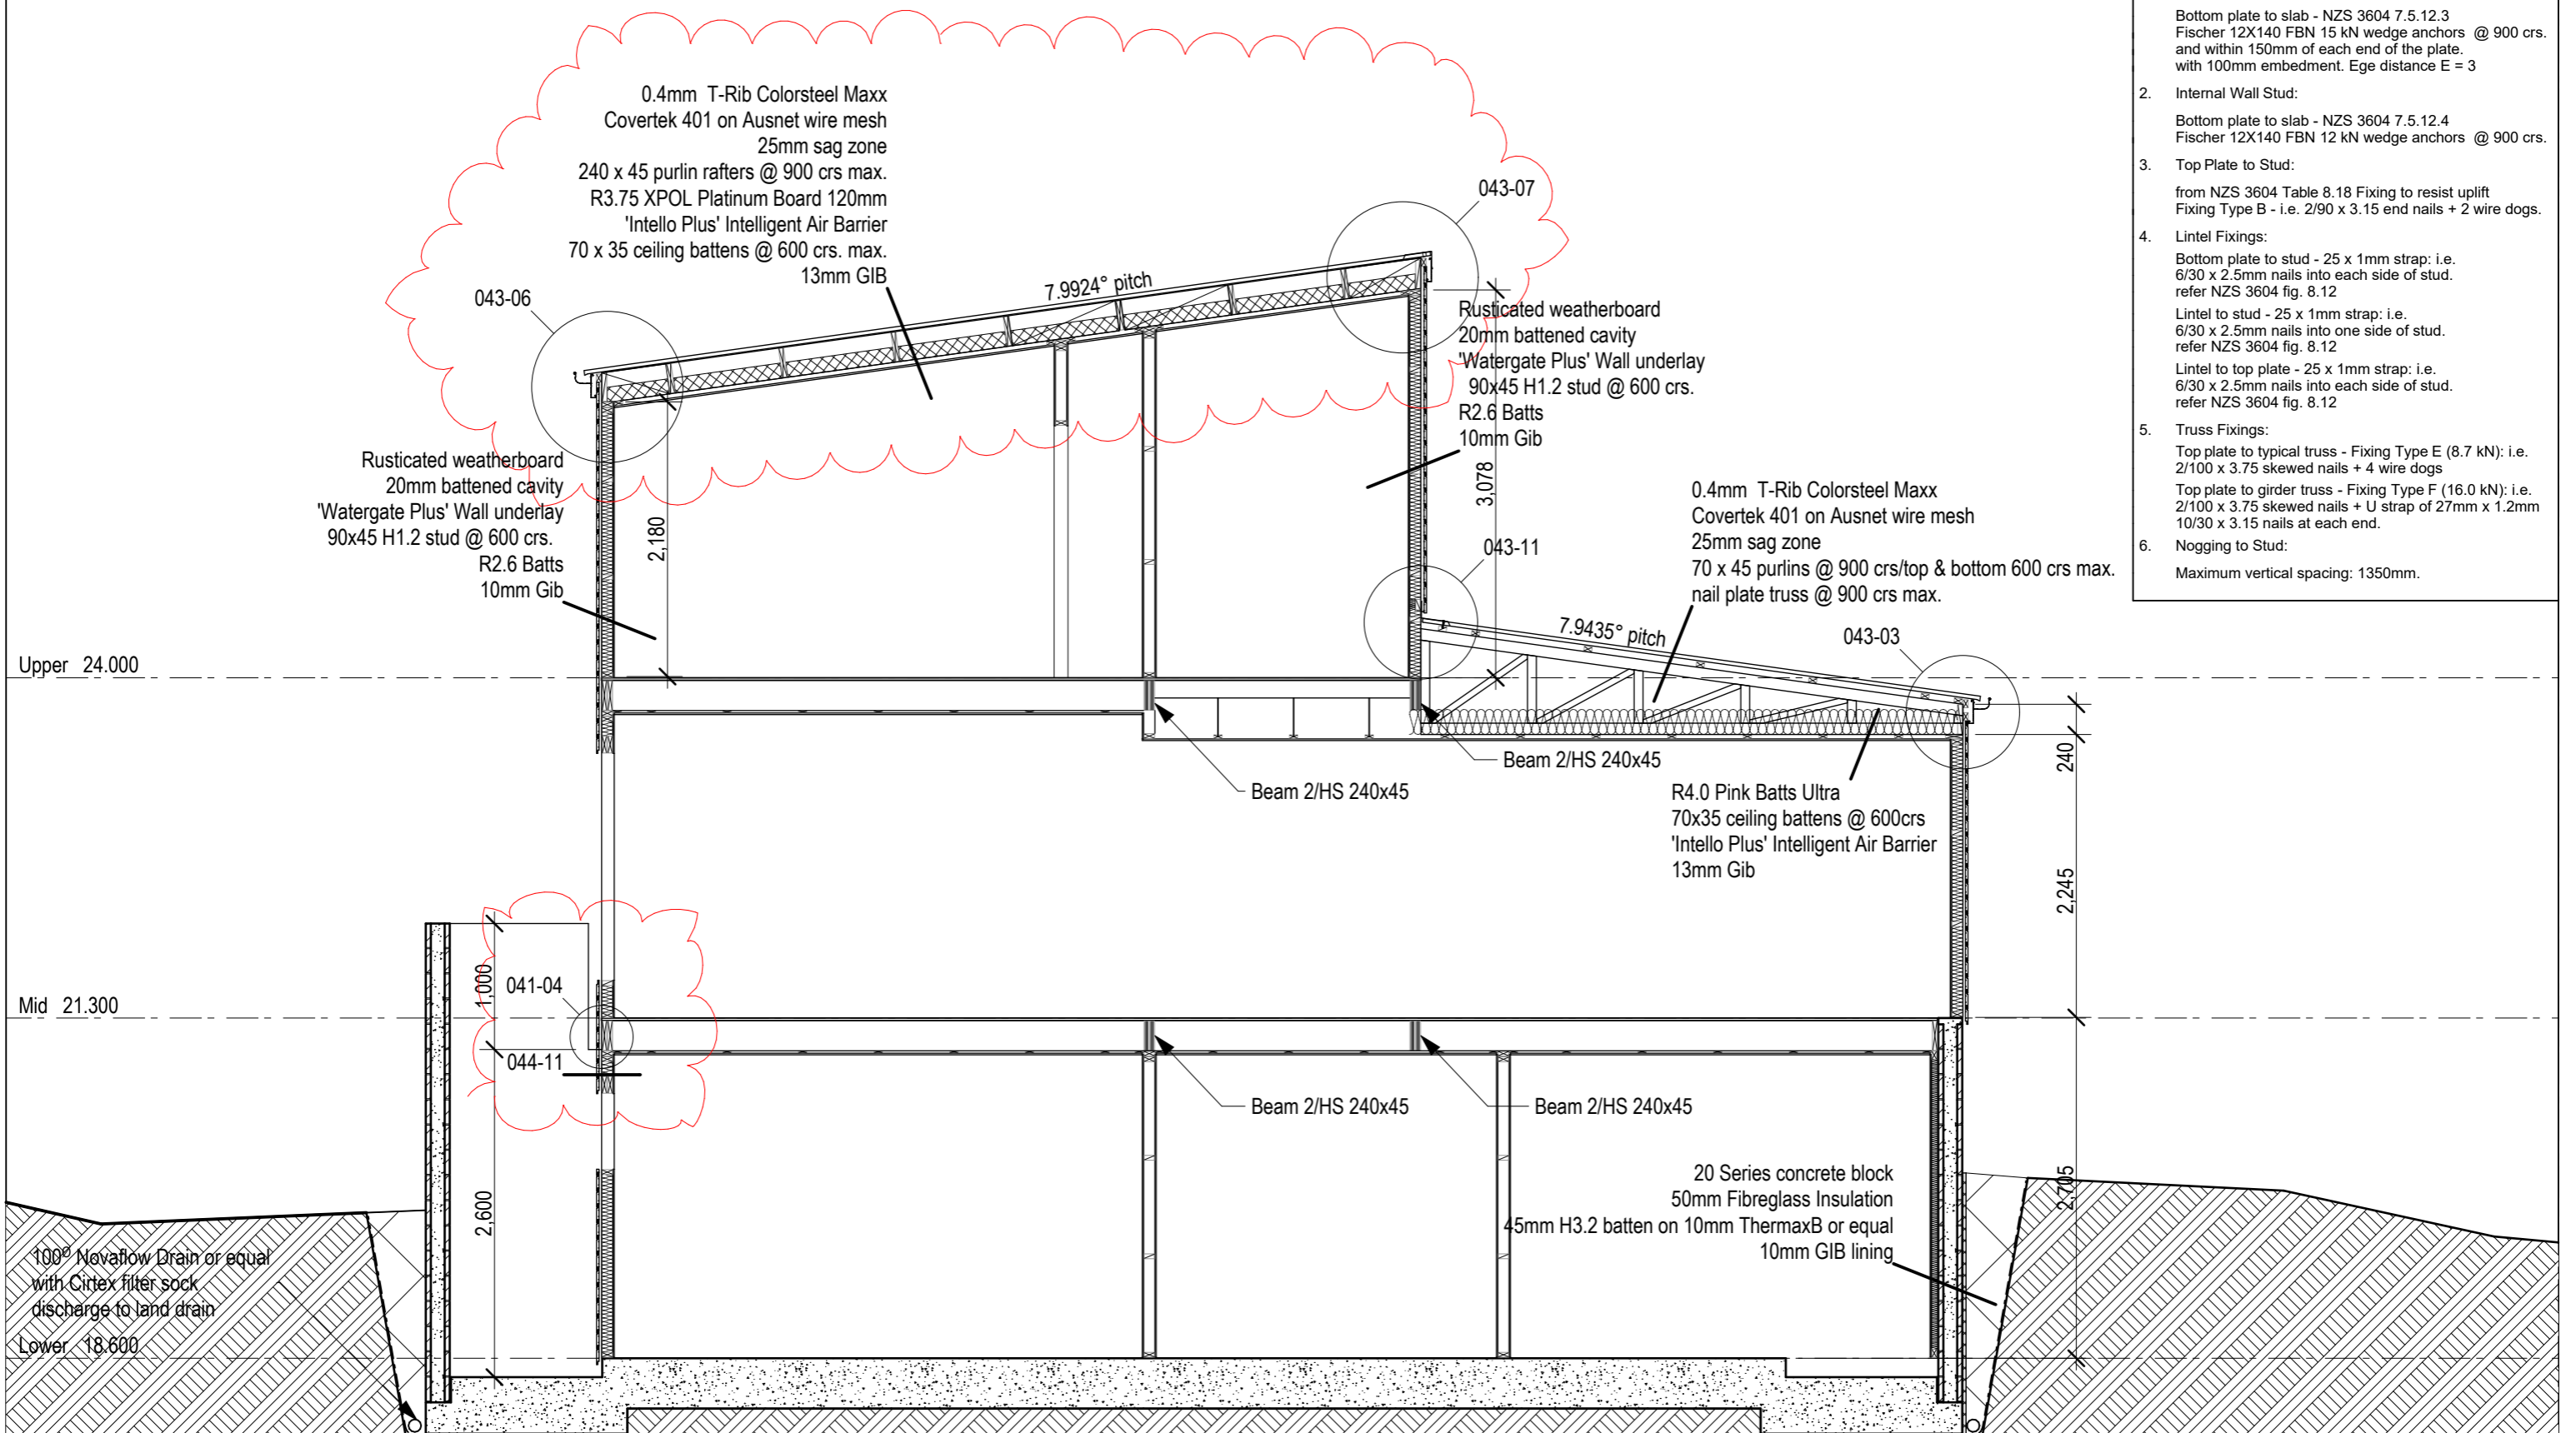 Bottom plate to slab - NZS 3604 7.5.12.3
Fischer 12X140 FBN 15 kN wedge anchors @ 900 crs.
and within 150mm of each end of the plate.
with 100mm embedment. Ege distance E = 3
2. Internal Wall Stud:
Bottom plate to slab - NZS 3604 7.5.12.4
Fischer 12X140 FBN 12 kN wedge anchors @ 900 crs.
3. Top Plate to Stud:
from NZS 3604 Table 8.18 Fixing to resist uplift
Fixing Type B - i.e. 2/90 x 3.15 end nails + 2 wire dogs.
4. Lintel Fixings:
Bottom plate to stud - 25 x 1mm strap: i.e.
6/30 x 2.5mm nails into each side of stud.
refer NZS 3604 fig. 8.12
Lintel to stud - 25 x 1mm strap: i.e.
6/30 x 2.5mm nails into one side of stud.
refer NZS 3604 fig. 8.12
Lintel to top plate - 25 x 1mm strap: i.e.
6/30 x 2.5mm nails into each side of stud.
refer NZS 3604 fig. 8.12
5. Truss Fixings:
Top plate to typical truss - Fixing Type E (8.7 kN): i.e.
2/100 x 3.75 skewed nails + 4 wire dogs
Top plate to girder truss - Fixing Type F (16.0 kN): i.e.
2/100 x 3.75 skewed nails + U strap of 27mm x 1.2mm
10/30 x 3.15 nails at each end.
6. Nogging to Stud:
Maximum vertical spacing: 1350mm.
0.4mm T-Rib Colorsteel Maxx
Covertek 401 on Ausnet wire mesh
25mm sag zone
240 x 45 purlin rafters @ 900 crs max.
R3.75 XPOL Platinum Board 120mm
'Intello Plus' Intelligent Air Barrier
70 x 35 ceiling battens @ 600 crs. max.
13mm GIB
043-07
043-06
7.9924° pitch
Rusticated weatherboard
20mm battened cavity
'Watergate Plus' Wall underlay
90x45 H1.2 stud @ 600 crs.
R2.6 Batts
10mm Gib
Rusticated weatherboard
20mm battened cavity
'Watergate Plus' Wall underlay
90x45 H1.2 stud @ 600 crs.
R2.6 Batts
10mm Gib
2,180
3,078
043-11
0.4mm T-Rib Colorsteel Maxx
Covertek 401 on Ausnet wire mesh
25mm sag zone
70 x 45 purlins @ 900 crs/top & bottom 600 crs max.
nail plate truss @ 900 crs max.
7.9435° pitch
043-03
Upper 24.000
Beam 2/HS 240x45
Beam 2/HS 240x45
240
R4.0 Pink Batts Ultra
70x35 ceiling battens @ 600crs
'Intello Plus' Intelligent Air Barrier
13mm Gib
2,245
1,000
041-04
Mid 21.300
044-11
Beam 2/HS 240x45
Beam 2/HS 240x45
20 Series concrete block
50mm Fibreglass Insulation
45mm H3.2 batten on 10mm ThermaxB or equal
10mm GIB lining
2,705
2,600
100⁰ Novaflow Drain or equal
with Cirtex filter sock
discharge to land drain
Lower 18.600